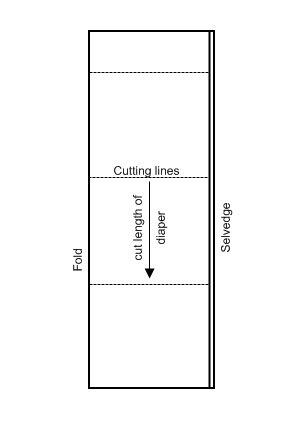 Cutting lines
cut length of
diaper
Fold
Selvedge